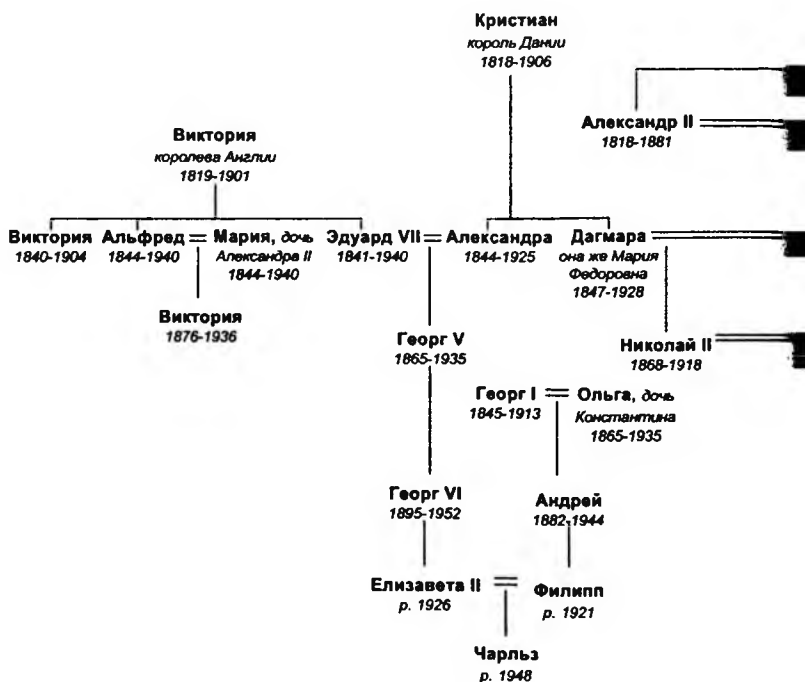 Кристиан
король Дании
1818-1906
Александр II
1818-1881
Виктория
королева Англии
1819-1901
Виктория
1840-1904
Альфред
1844-1940
Мария, дочь
Александра II
1844-1940
Эдуард VII
1841-1940
Александра
1844-1925
Дагмара
она же Мария
Федоровна
1847-1928
Виктория
1876-1936
Георг V
1865-1935
Николай II
1868-1918
Георг I
1845-1913
Ольга, дочь
Константина
1865-1935
Георг VI
1895-1952
Андрей
1882-1944
Елизавета II
р. 1926
Филипп
р. 1921
Чарльз
р. 1948